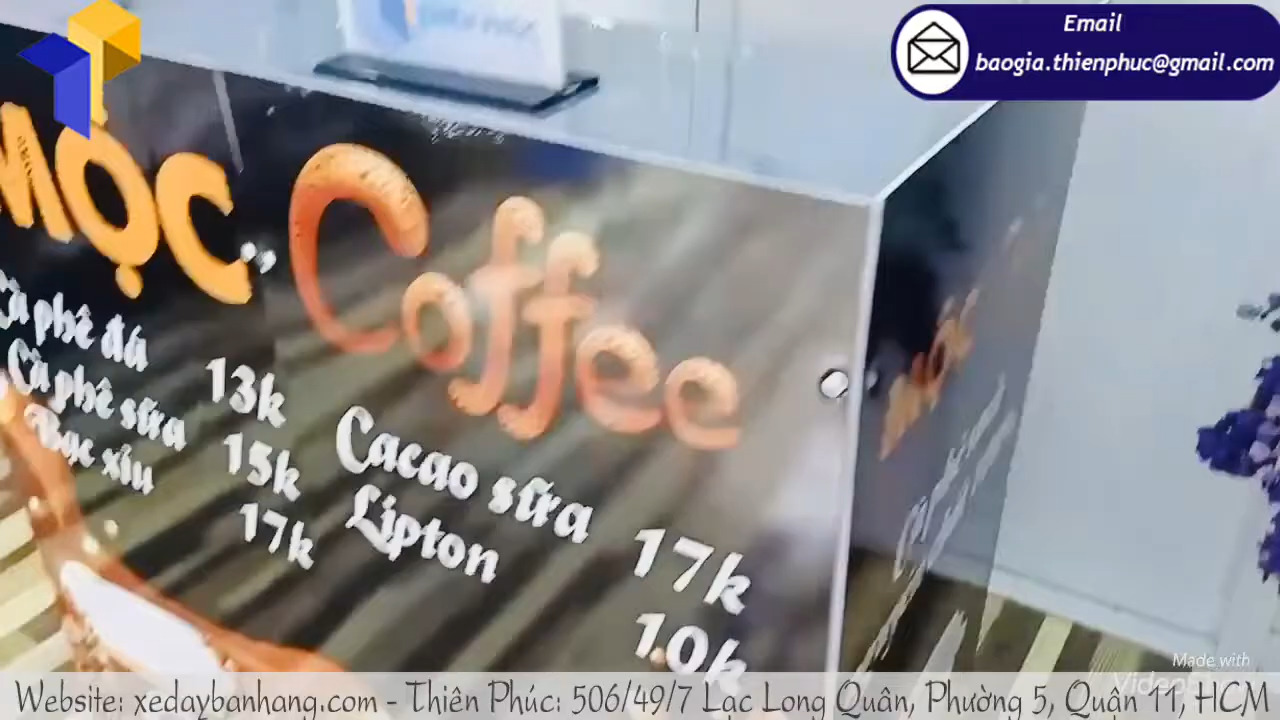 Email
baogia.thienphuc@gmail.com
MỘC Coffee
Cà phê đá 13k
Cà phê sữa 15k
Bạc xỉu 17k
Cacao sữa 17k
Lipton 10k
Made with
Website: xedaybanhang.com - Thiên Phúc: 506/49/7 Lạc Long Quân, Phường 5, Quận 11, HCM